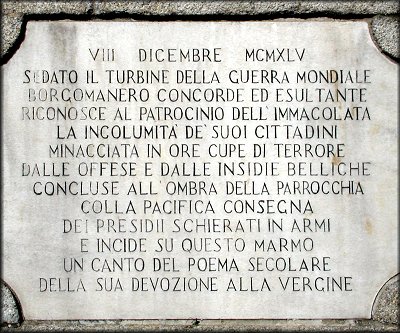 VIII DICEMBRE MCMXLV
SEDATO IL TURBINE DELLA GUERRA MONDIALE
BORGOMANERO CONCORDE ED ESULTANTE
RICONOSCE AL PATROCINIO DELL'IMMACOLATA
LA INCOLUMITA' DE' SUOI CITTADINI
MINACCIATA IN ORE CUPE DI TERRORE
DALLE OFFESE E DALLE INSIDIE BELLICHE
CONCLUSE ALL'OMBRA DELLA PARROCCHIA
COLLA PACIFICA CONSEGNA
DEI PRESIDII SCHIERATI IN ARMI
E INCIDE SU QUESTO MARMO
UN CANTO DEL POEMA SECOLARE
DELLA SUA DEVOZIONE ALLA VERGINE